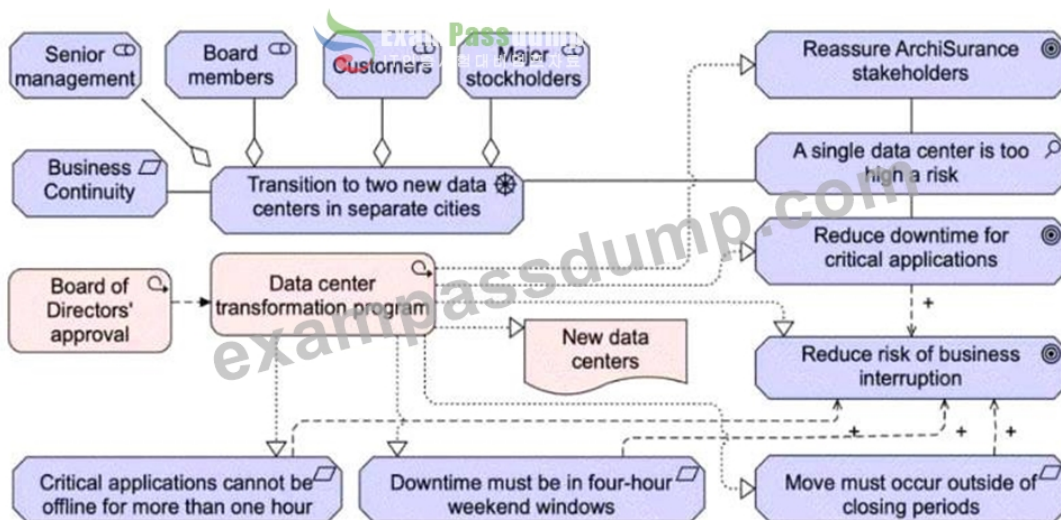 Senior
management
Board
members
Customers
Major
stockholders
Reassure ArchiSurance
stakeholders
Business
Continuity
Transition to two new data
centers in separate cities
A single data center is too
high a risk
Reduce downtime for
critical applications
Board of
Directors'
approval
Data center
transformation program
New data
centers
Reduce risk of business
interruption
+
+
+
+
Critical applications cannot be
offline for more than one hour
Downtime must be in four-hour
weekend windows
Move must occur outside of
closing periods
exampassdump.com